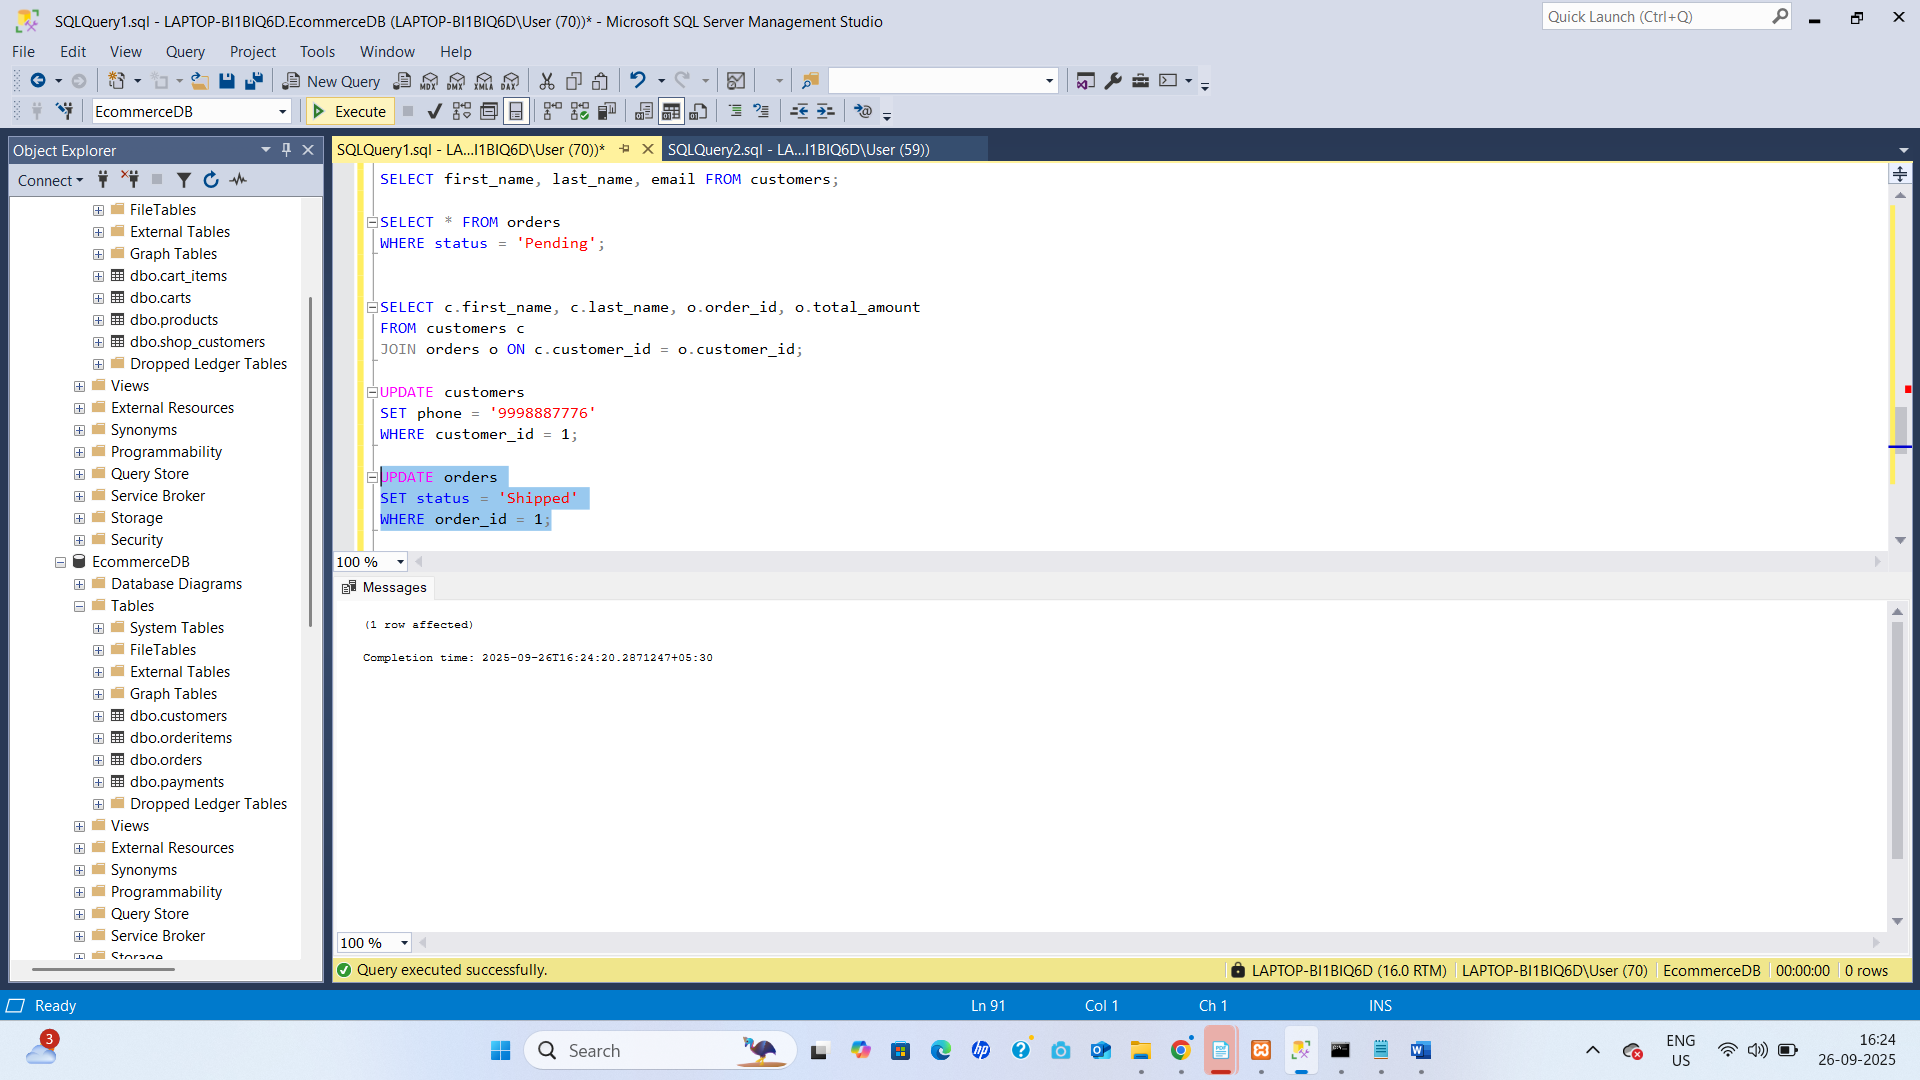 SQLQuery1.sql - LAPTOP-BI1BIQ6D.EcommerceDB (LAPTOP-BI1BIQ6D\User (70))* - Microsoft SQL Server Management Studio
Quick Launch (Ctrl+Q)
File Edit View Query Project Tools Window Help
New Query
MDX DMX XMLA DAX
EcommerceDB
Execute
Object Explorer
SQLQuery1.sql - LA...I1BIQ6D\User (70))*
SQLQuery2.sql - LA...I1BIQ6D\User (59))
Connect
FileTables
External Tables
Graph Tables
dbo.cart_items
dbo.carts
dbo.products
dbo.shop_customers
Dropped Ledger Tables
Views
External Resources
Synonyms
Programmability
Query Store
Service Broker
Storage
Security
EcommerceDB
Database Diagrams
Tables
System Tables
FileTables
External Tables
Graph Tables
dbo.customers
dbo.orderitems
dbo.orders
dbo.payments
Dropped Ledger Tables
Views
External Resources
Synonyms
Programmability
Query Store
Service Broker
Storage
SELECT first_name, last_name, email FROM customers;
SELECT * FROM orders
WHERE status = 'Pending';
SELECT c.first_name, c.last_name, o.order_id, o.total_amount
FROM customers c
JOIN orders o ON c.customer_id = o.customer_id;
UPDATE customers
SET phone = '9998887776'
WHERE customer_id = 1;
UPDATE orders
SET status = 'Shipped'
WHERE order_id = 1;
100 %
Messages
(1 row affected)
Completion time: 2025-09-26T16:24:20.2871247+05:30
100 %
Query executed successfully.
LAPTOP-BI1BIQ6D (16.0 RTM) LAPTOP-BI1BIQ6D\User (70) EcommerceDB 00:00:00 0 rows
Ready
Ln 91
Col 1
Ch 1
INS
3
Search
ENG
US
16:24
26-09-2025